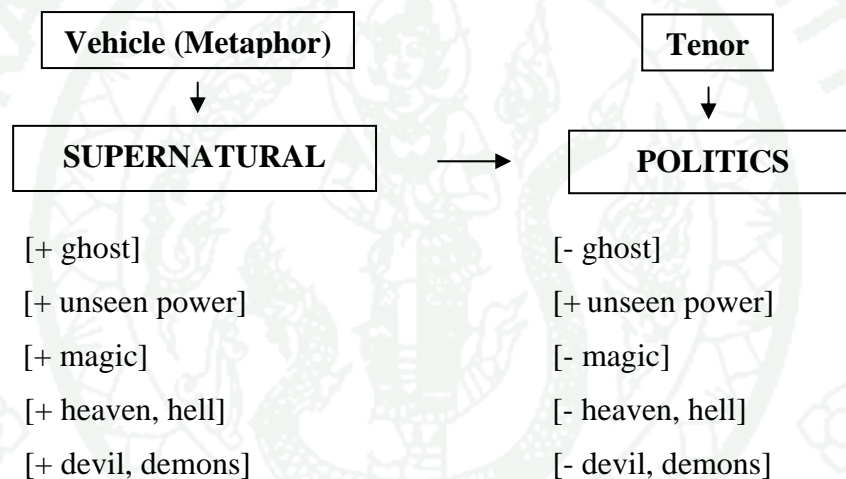 Vehicle (Metaphor)
Tenor
SUPERNATURAL
POLITICS
[+ ghost]
[- ghost]
[+ unseen power]
[+ unseen power]
[+ magic]
[- magic]
[+ heaven, hell]
[- heaven, hell]
[+ devil, demons]
[- devil, demons]